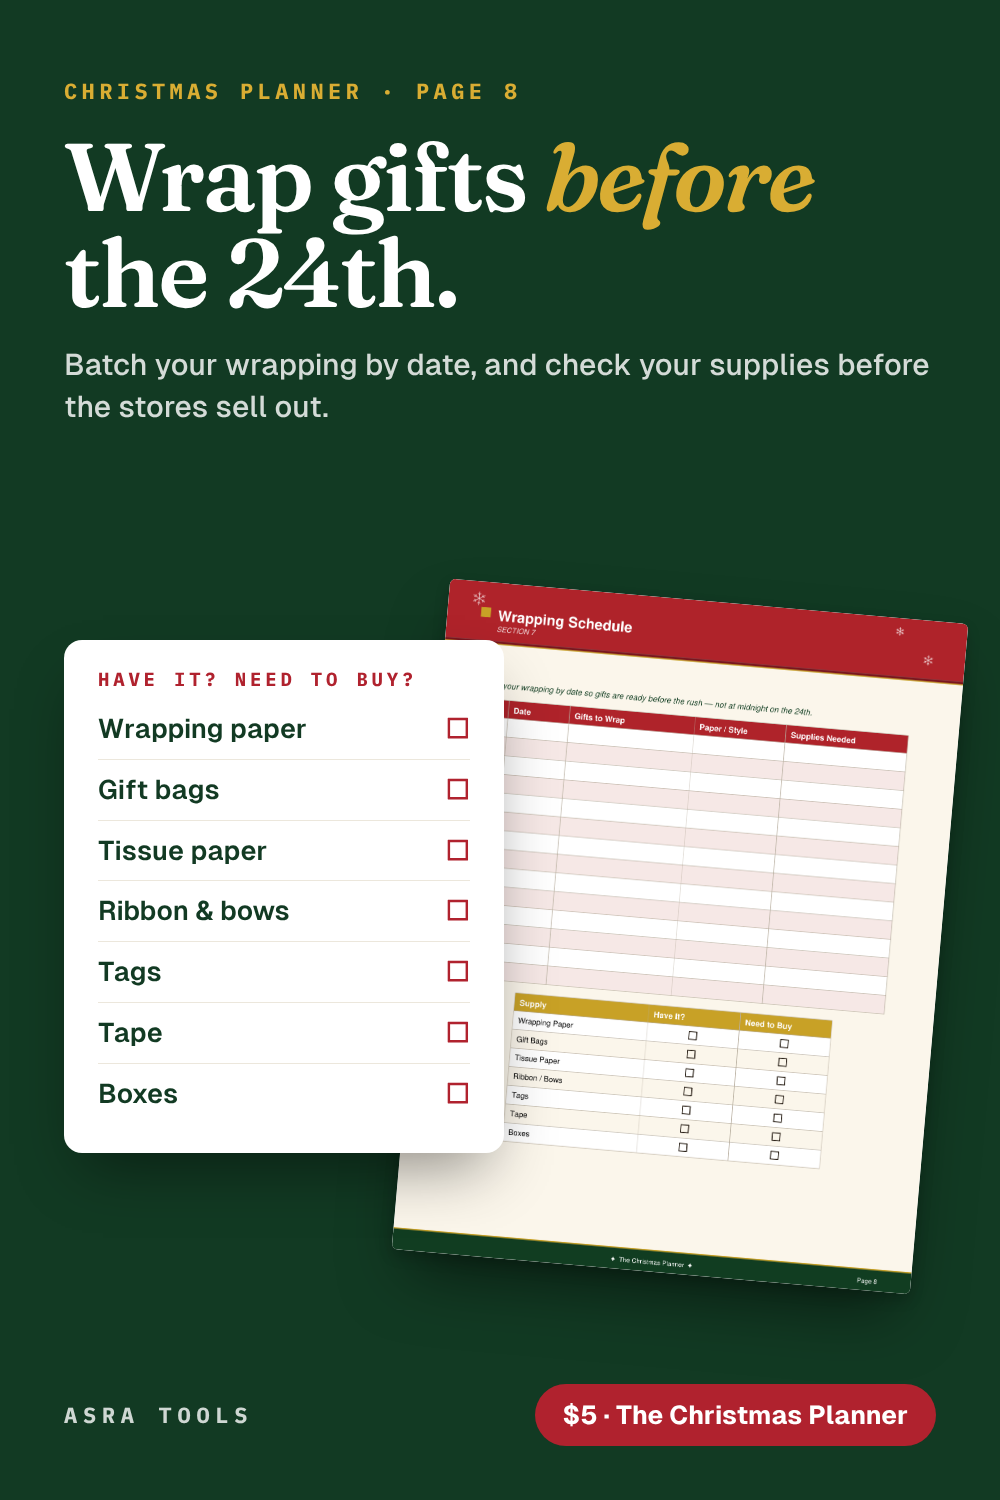 CHRISTMAS PLANNER · PAGE 8
Wrap gifts before
the 24th.
Batch your wrapping by date, and check your supplies before
the stores sell out.
HAVE IT? NEED TO BUY?
Wrapping paper
Gift bags
Tissue paper
Ribbon & bows
Tags
Tape
Boxes
Wrapping Schedule
SECTION 7
your wrapping by date so gifts are ready before the rush — not at midnight on the 24th.
Date Gifts to Wrap Paper / Style Supplies Needed
Supply Have It? Need to Buy
Wrapping Paper
Gift Bags
Tissue Paper
Ribbon / Bows
Tags
Tape
Boxes
✦ The Christmas Planner ✦
Page 8
ASRA TOOLS
$5 · The Christmas Planner